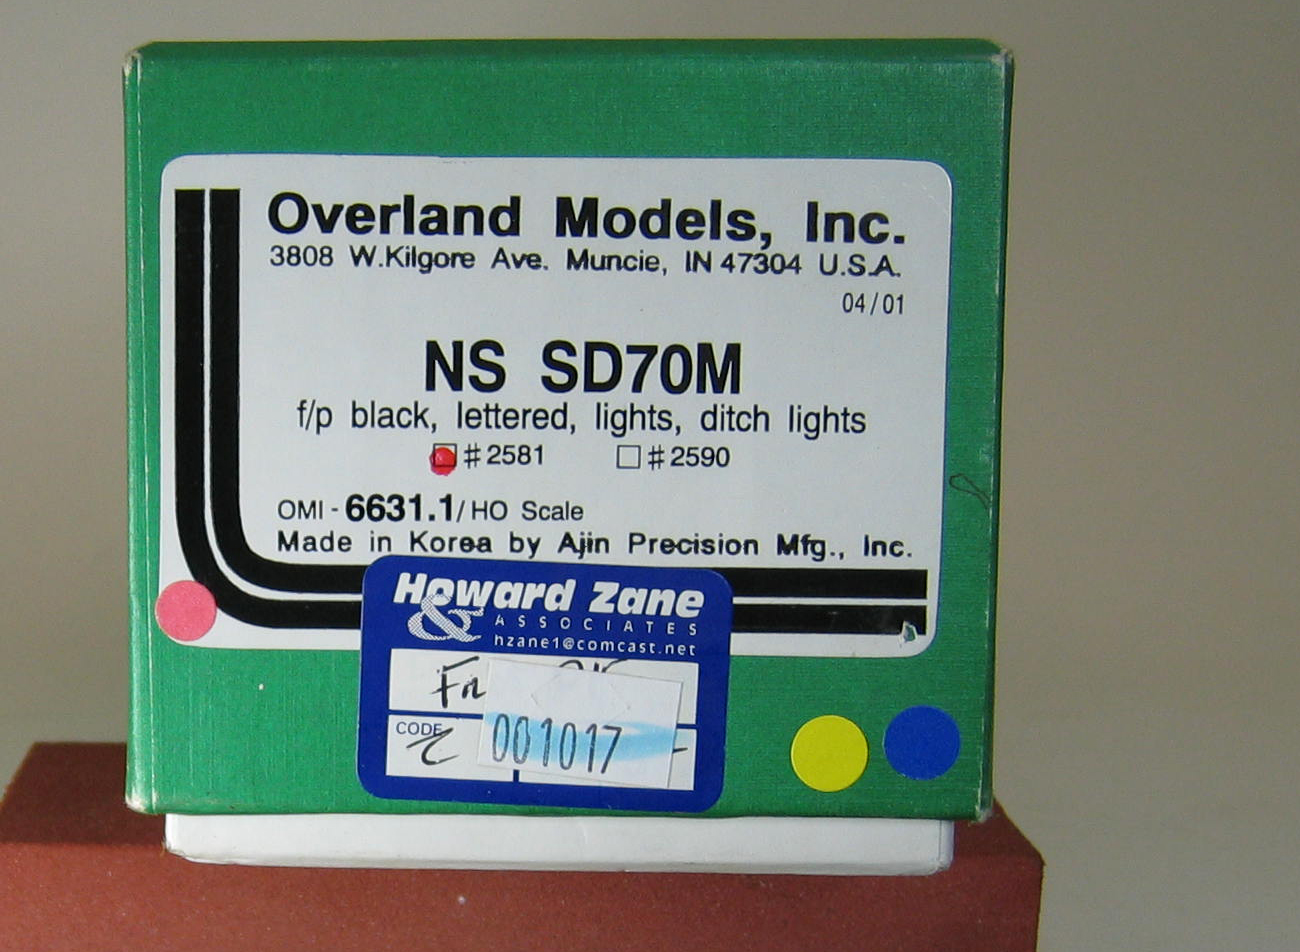 Overland Models, Inc.
3808 W.Kilgore Ave. Muncie, IN 47304 U.S.A.
04/01
NS SD70M
f/p black, lettered, lights, ditch lights
#2581 #2590
OMI - 6631.1/HO Scale
Made in Korea by Ajin Precision Mfg., Inc.
Howard Zane
& ASSOCIATES
hzane1@comcast.net
CODE
001017